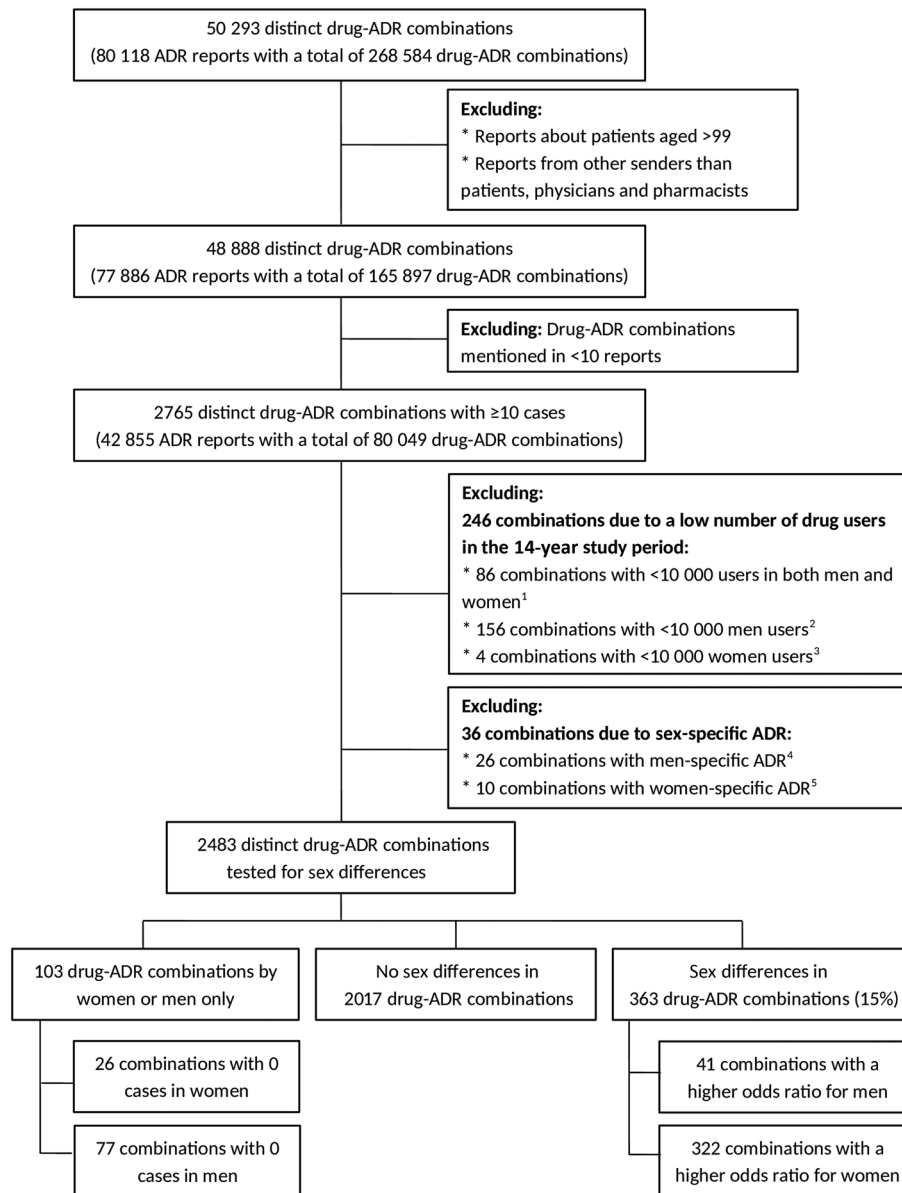 50 293 distinct drug-ADR combinations
(80 118 ADR reports with a total of 268 584 drug-ADR combinations)
Excluding:
* Reports about patients aged >99
* Reports from other senders than
patients, physicians and pharmacists
48 888 distinct drug-ADR combinations
(77 886 ADR reports with a total of 165 897 drug-ADR combinations)
Excluding: Drug-ADR combinations
mentioned in <10 reports
2765 distinct drug-ADR combinations with ≥10 cases
(42 855 ADR reports with a total of 80 049 drug-ADR combinations)
Excluding:
246 combinations due to a low number of drug users
in the 14-year study period:
* 86 combinations with <10 000 users in both men and
women¹
* 156 combinations with <10 000 men users²
* 4 combinations with <10 000 women users³
Excluding:
36 combinations due to sex-specific ADR:
* 26 combinations with men-specific ADR⁴
* 10 combinations with women-specific ADR⁵
2483 distinct drug-ADR combinations
tested for sex differences
103 drug-ADR combinations by
women or men only
No sex differences in
2017 drug-ADR combinations
Sex differences in
363 drug-ADR combinations (15%)
26 combinations with 0
cases in women
41 combinations with a
higher odds ratio for men
77 combinations with 0
cases in men
322 combinations with a
higher odds ratio for women